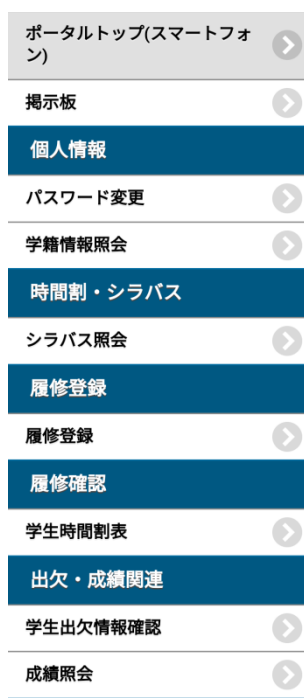 ポータルトップ(スマートフォ
ン)
掲示板
個人情報
パスワード変更
学籍情報照会
時間割・シラバス
シラバス照会
履修登録
履修登録
履修確認
学生時間割表
出欠・成績関連
学生出欠情報確認
成績照会